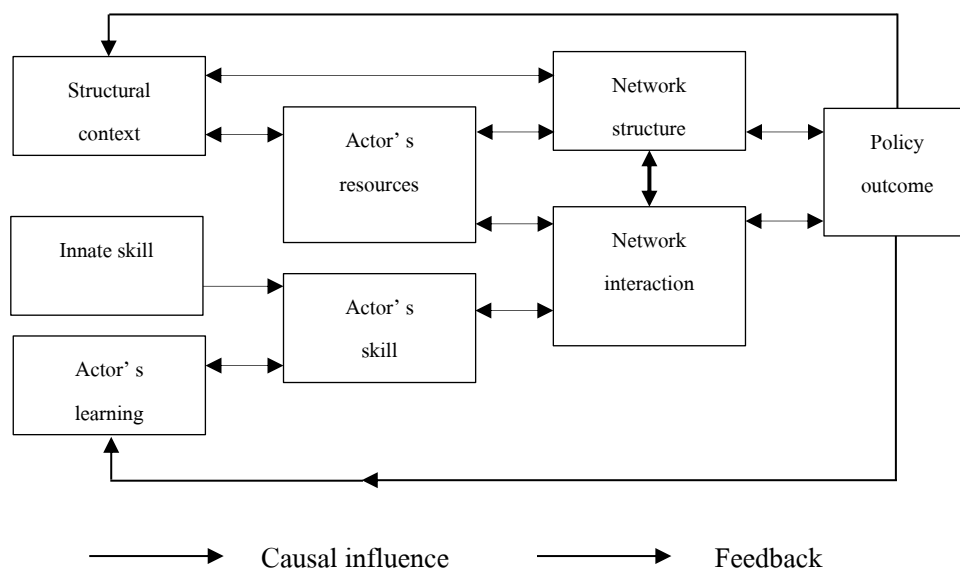 Structural
context
Network
structure
Actor’ s
resources
Policy
outcome
Innate skill
Network
interaction
Actor’ s
skill
Actor’ s
learning
Causal influence
Feedback